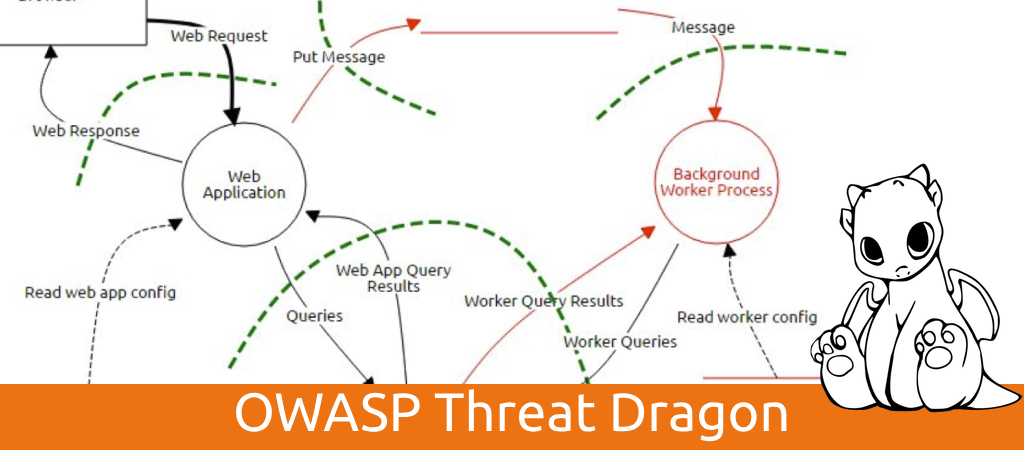 Web Request
Put Message
Message
Web Response
Web
Application
Background
Worker Process
Read web app config
Web App Query
Results
Queries
Worker Query Results
Worker Queries
Read worker config
OWASP Threat Dragon